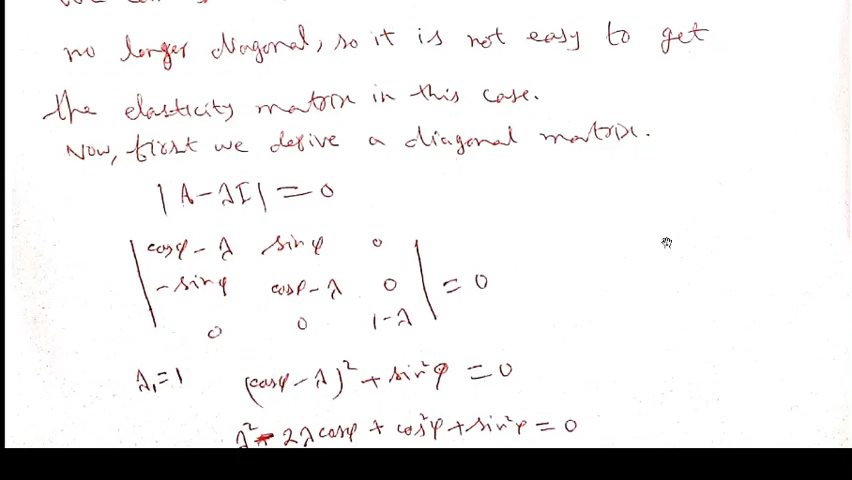 no longer diagonal, so it is not easy to get
the elasticity matrix in this case.
Now, first we derive a diagonal matrix.
|A-λI| = 0
|cosφ-λ sinφ 0|
|-sinφ cosφ-λ 0| = 0
|0 0 1-λ|
λ₁=1 (cosφ-λ)² + sin²φ = 0
λ² - 2λcosφ + cos²φ + sin²φ = 0